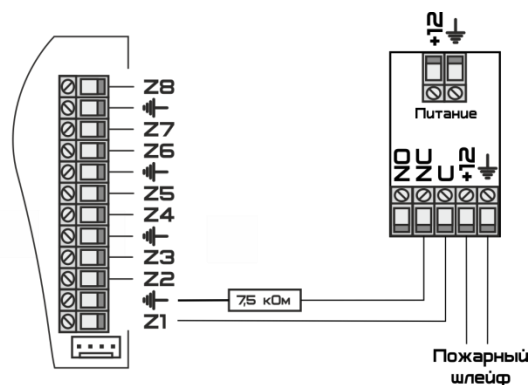 Z8
Z7
Z6
Z5
Z4
Z3
Z2
Z1
7,5 кОм
+12
Питание
NO
NC
C
+12
Пожарный
шлейф